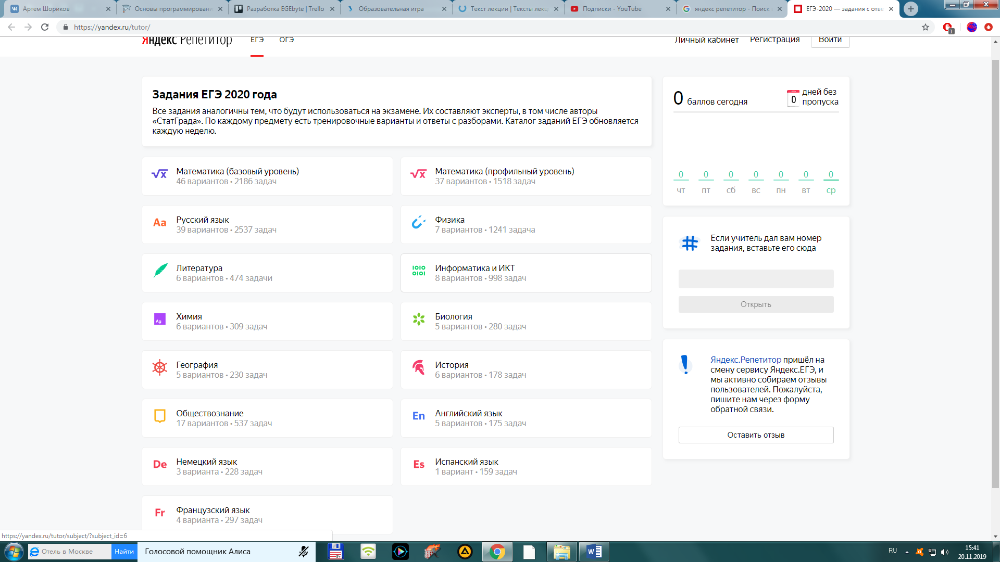 Артем Шориков
Основы программировани
Разработка EGEbyte | Trello
Образовательная игра
Текст лекции | Тексты лекц
Подписки - YouTube
яндекс репетитор - Поиск
ЕГЭ-2020 — задания с отве
https://yandex.ru/tutor/
1
Яндекс Репетитор
ЕГЭ
ОГЭ
Личный кабинет
Регистрация
Войти
Задания ЕГЭ 2020 года
Все задания аналогичны тем, что будут использоваться на экзамене. Их составляют эксперты, в том числе авторы
«СтатГрада». По каждому предмету есть тренировочные варианты и ответы с разборами. Каталог заданий ЕГЭ обновляется
каждую неделю.
√x
Математика (базовый уровень)
46 вариантов • 2186 задач
√x
Математика (профильный уровень)
37 вариантов • 1518 задач
Aa
Русский язык
39 вариантов • 2537 задач
Физика
7 вариантов • 1241 задача
Литература
6 вариантов • 474 задачи
1010
0101
Информатика и ИКТ
8 вариантов • 998 задач
Ag
Химия
6 вариантов • 309 задач
Биология
5 вариантов • 280 задач
География
5 вариантов • 230 задач
История
6 вариантов • 178 задач
Обществознание
17 вариантов • 537 задач
En
Английский язык
5 вариантов • 175 задач
De
Немецкий язык
3 варианта • 228 задач
Es
Испанский язык
1 вариант • 159 задач
Fr
Французский язык
4 варианта • 297 задач
0 баллов сегодня
0
дней без
пропуска
0 0 0 0 0 0 0
чт пт сб вс пн вт ср
#
Если учитель дал вам номер
задания, вставьте его сюда
Открыть
Яндекс.Репетитор пришёл на
смену сервису Яндекс.ЕГЭ, и
мы активно собираем отзывы
пользователей. Пожалуйста,
пишите нам через форму
обратной связи.
Оставить отзыв
https://yandex.ru/tutor/subject/?subject_id=6
Отель в Москве
Найти
Голосовой помощник Алиса
64
W
RU
15:41
20.11.2019